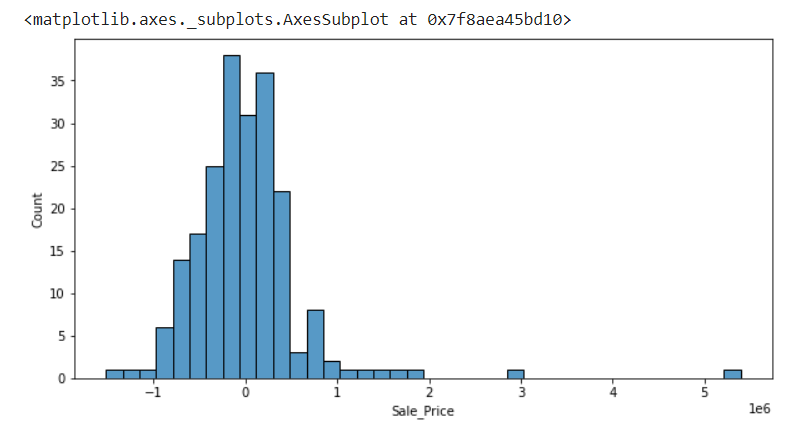 <matplotlib.axes._subplots.AxesSubplot at 0x7f8aea45bd10>
35
30
25
20
15
10
5
0
Count
−1 0 1 2 3 4 5
1e6
Sale_Price